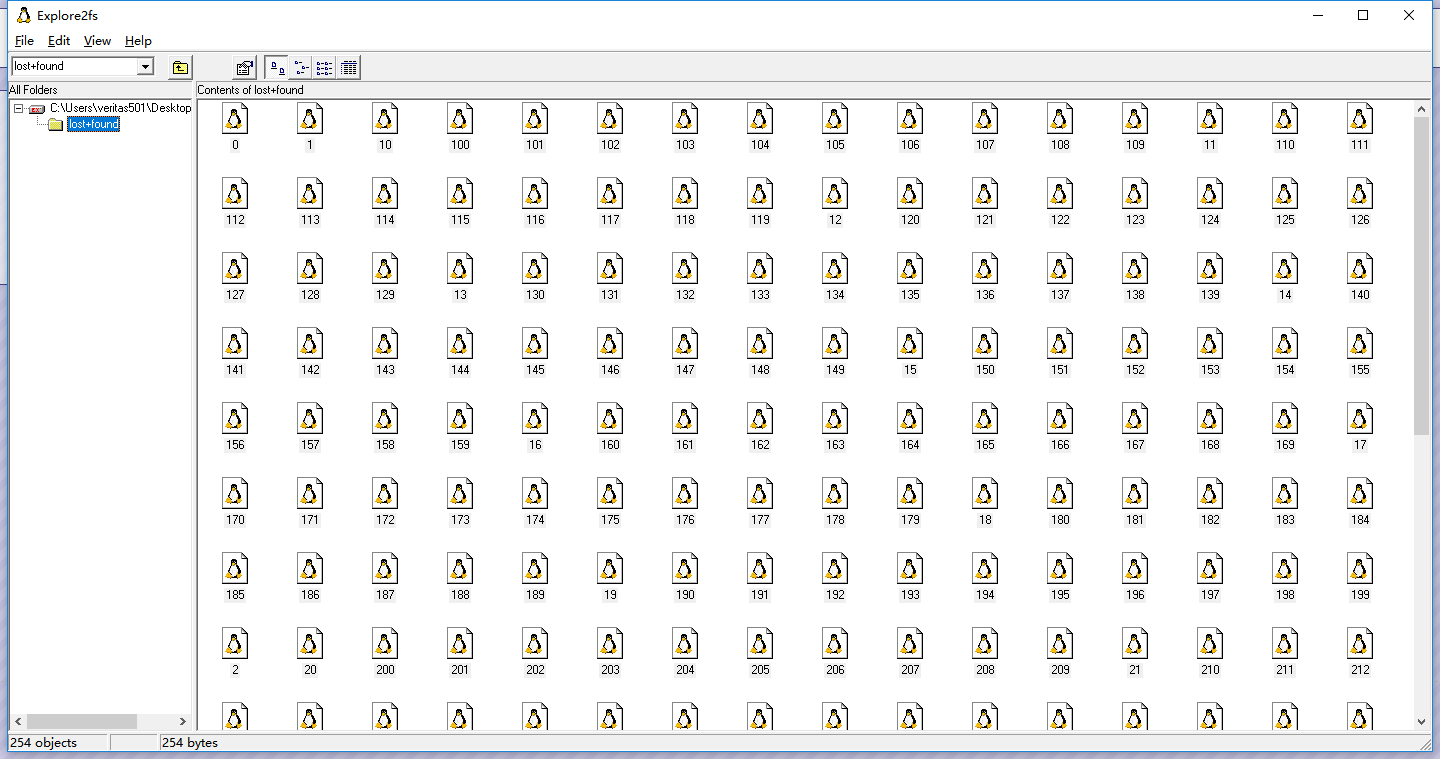 Explore2fs
File Edit View Help
lost+found
All Folders
Contents of lost+found
C:\Users\veritas501\Desktop
lost+found
0 1 10 100 101 102 103 104 105 106 107 108 109 11 110 111
112 113 114 115 116 117 118 119 12 120 121 122 123 124 125 126
127 128 129 13 130 131 132 133 134 135 136 137 138 139 14 140
141 142 143 144 145 146 147 148 149 15 150 151 152 153 154 155
156 157 158 159 16 160 161 162 163 164 165 166 167 168 169 17
170 171 172 173 174 175 176 177 178 179 18 180 181 182 183 184
185 186 187 188 189 19 190 191 192 193 194 195 196 197 198 199
2 20 200 201 202 203 204 205 206 207 208 209 21 210 211 212
254 objects
254 bytes